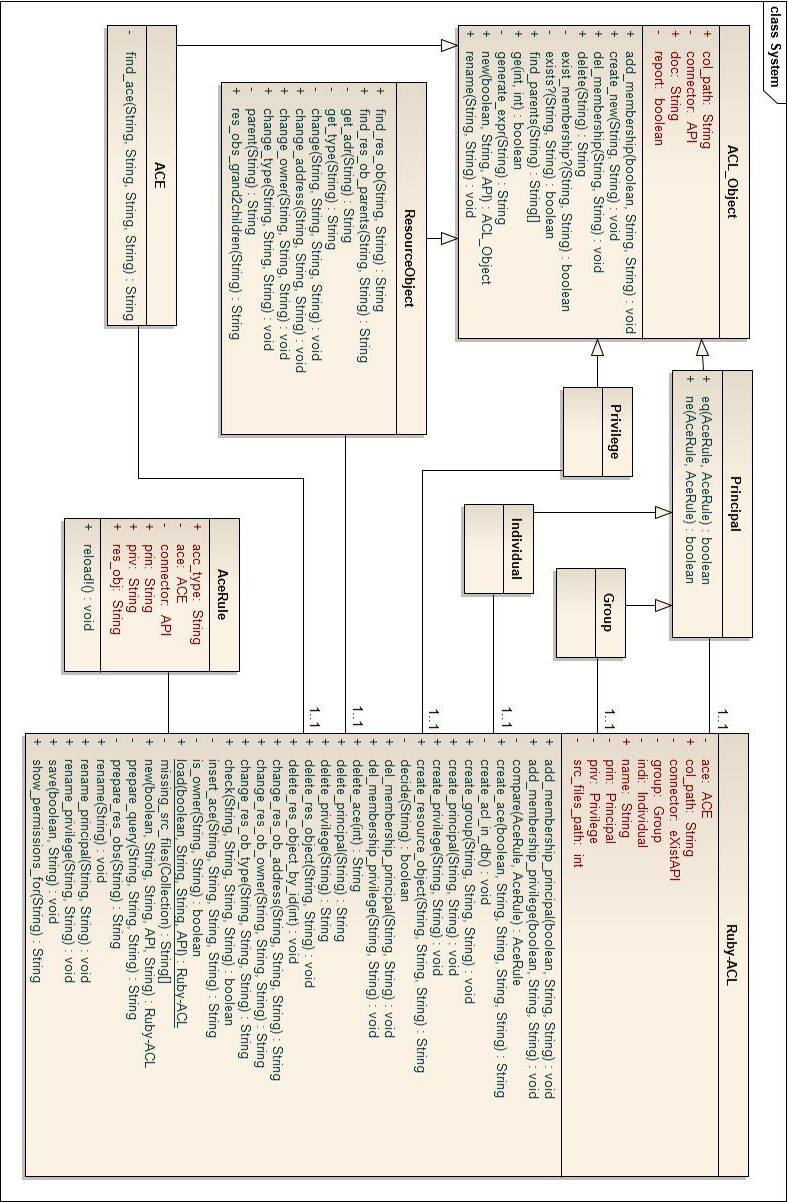 class System
ACL_Object
- col_path: String
- connector: API
+ doc: String
- report: boolean
+ add_membership(boolean, String, String) : void
+ create_new(String, String) : void
+ del_membership(String, String) : void
+ delete(String) : String
- exist_membership?(String, String) : boolean
- exists?(String, String) : boolean
+ find_parents(String) : String[]
+ ge(int, int) : boolean
- generate_expr(String) : String
+ new(boolean, String, API) : ACL_Object
+ rename(String, String) : void
Principal
+ eq(AceRule, AceRule) : boolean
+ ne(AceRule, AceRule) : boolean
Ruby-ACL
- ace: ACE
+ col_path: String
- connector: eXistAPI
- group: Group
- indi: Individual
+ name: String
- prin: Principal
- priv: Privilege
- src_files_path: int
+ add_membership_principal(boolean, String, String) : void
+ add_membership_privilege(boolean, String, String) : void
- compare(AceRule, AceRule) : AceRule
+ create_ace(boolean, String, String, String, String) : String
- create_acl_in_db() : void
+ create_group(String, String, String) : void
+ create_principal(String, String) : void
+ create_privilege(String, String) : void
+ create_resource_object(String, String, String) : String
- decide(String) : boolean
+ del_membership_principal(String, String) : void
+ del_membership_privilege(String, String) : void
+ delete_ace(int) : String
+ delete_principal(String) : String
+ delete_privilege(String) : String
+ delete_res_object(String, String) : void
+ delete_res_object_by_id(int) : void
+ change_res_ob_address(String, String, String) : String
+ change_res_ob_owner(String, String, String) : String
+ change_res_ob_type(String, String, String) : String
+ check(String, String, String, String) : boolean
- insert_ace(String, String, String, String) : String
- is_owner(String, String) : boolean
+ load(boolean, String, String, API) : Ruby-ACL
- missing_src_files(Collection) : String[]
+ new(boolean, String, String, API, String) : Ruby-ACL
- prepare_query(String, String, String) : String
- prepare_res_obs(String) : String
+ rename(String) : void
+ rename_principal(String, String) : void
+ rename_privilege(String, String) : void
+ save(boolean, String) : void
+ show_permissions_for(String) : String
Privilege
Individual
Group
ResourceObject
+ find_res_ob(String, String) : String
+ find_res_ob_parents(String, String) : String
- get_adr(String) : String
- get_type(String) : String
- change(String, String, String, String) : void
+ change_address(String, String, String) : void
+ change_owner(String, String, String) : void
+ change_type(String, String, String) : void
- parent(String) : String
+ res_obs_grand2children(String) : String
ACE
- find_ace(String, String, String, String) : String
AceRule
+ acc_type: String
- ace: ACE
- connector: API
+ prin: String
+ priv: String
+ res_obj: String
+ reload!() : void
1..1
1..1
1..1
1..1
1..1
1..1